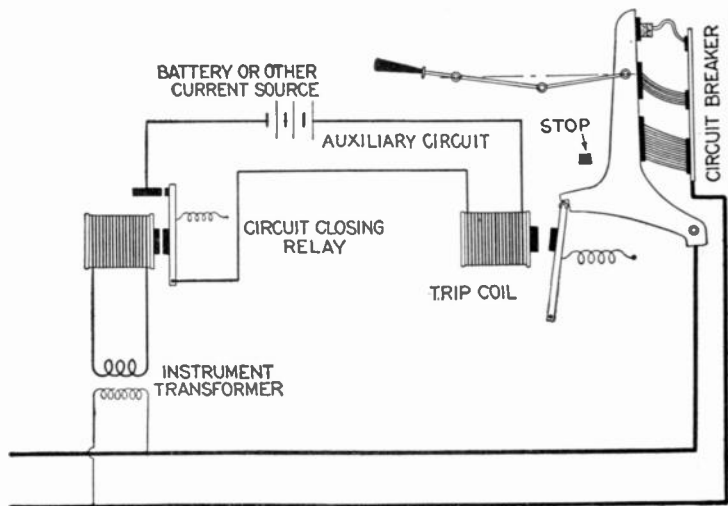 BATTERY OR OTHER
CURRENT SOURCE
AUXILIARY CIRCUIT
STOP
CIRCUIT BREAKER
CIRCUIT CLOSING
RELAY
TRIP COIL
INSTRUMENT
TRANSFORMER